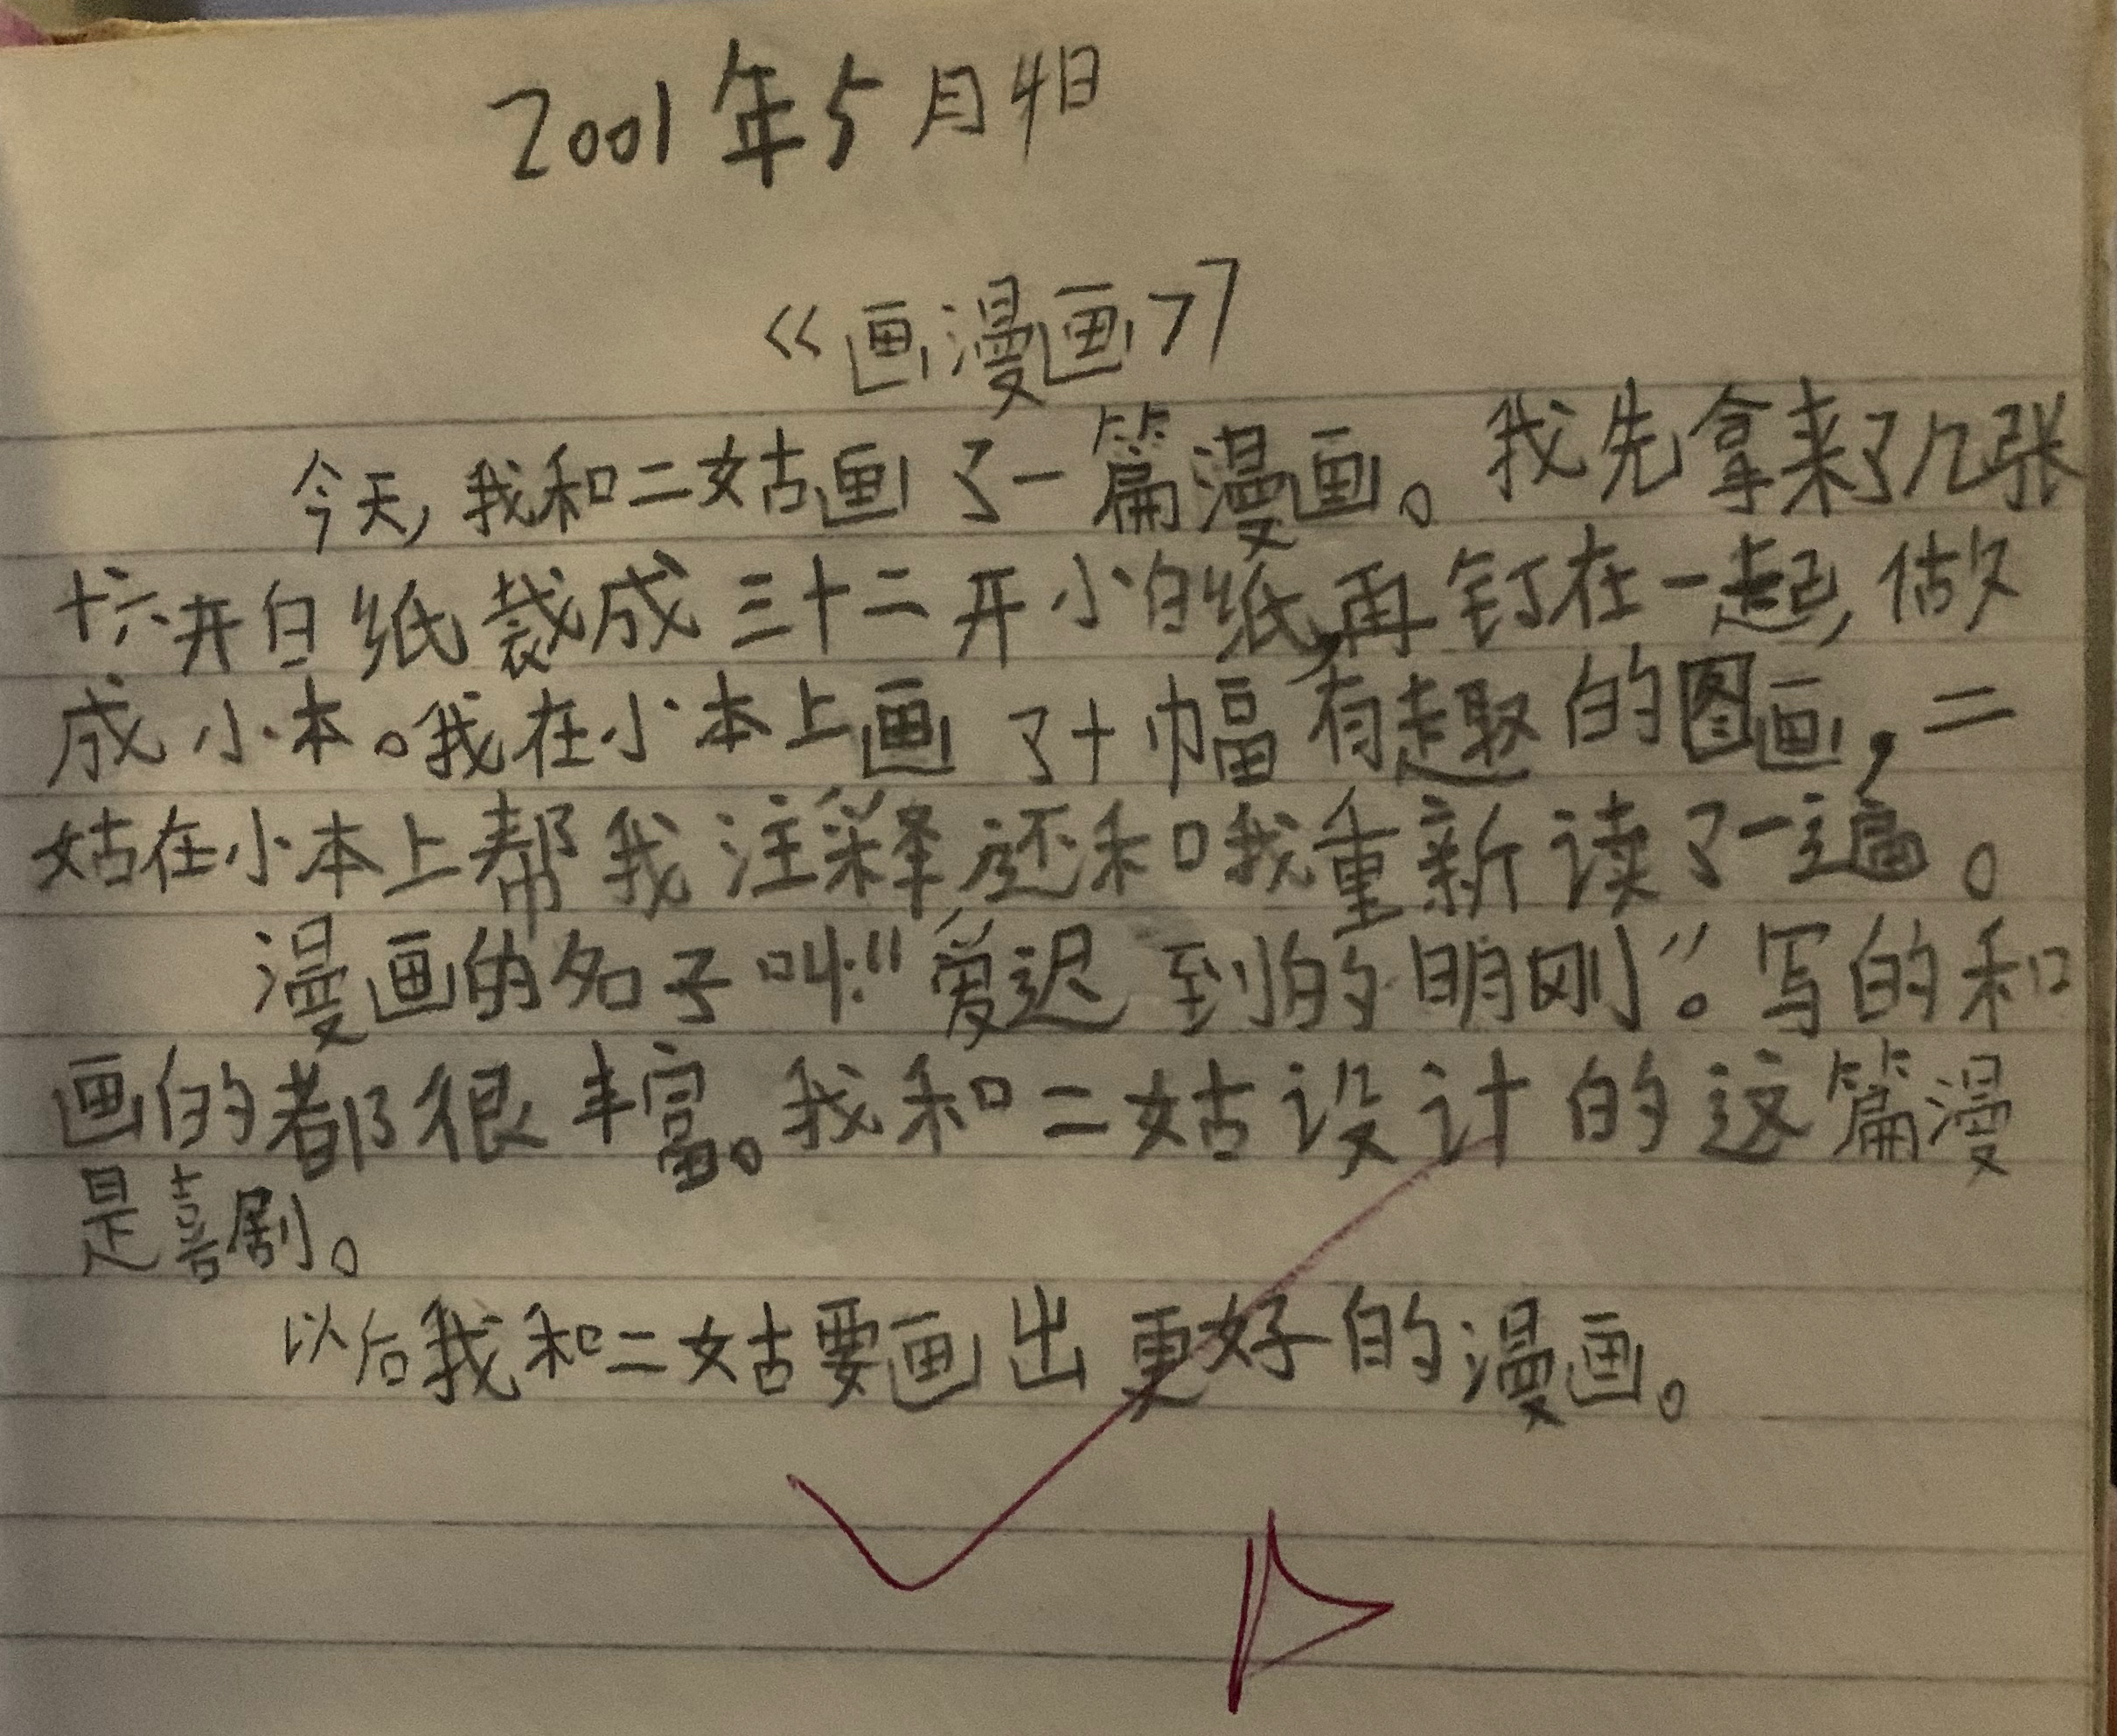 2001年5月4日
《画漫画》
今天,我和二姑画了一篇漫画。我先拿来了几张
十六开白纸裁成三十二开小白纸,再钉在一起,做
成小本。我在小本上画了十幅有趣的图画,二
姑在小本上帮我注释还和我重新读了一遍。
漫画的名子叫:“爱迟到的明刚”。写的和
画的都很丰富。我和二姑设计的这篇漫
是喜剧。
以后我和二姑要画出更好的漫画。